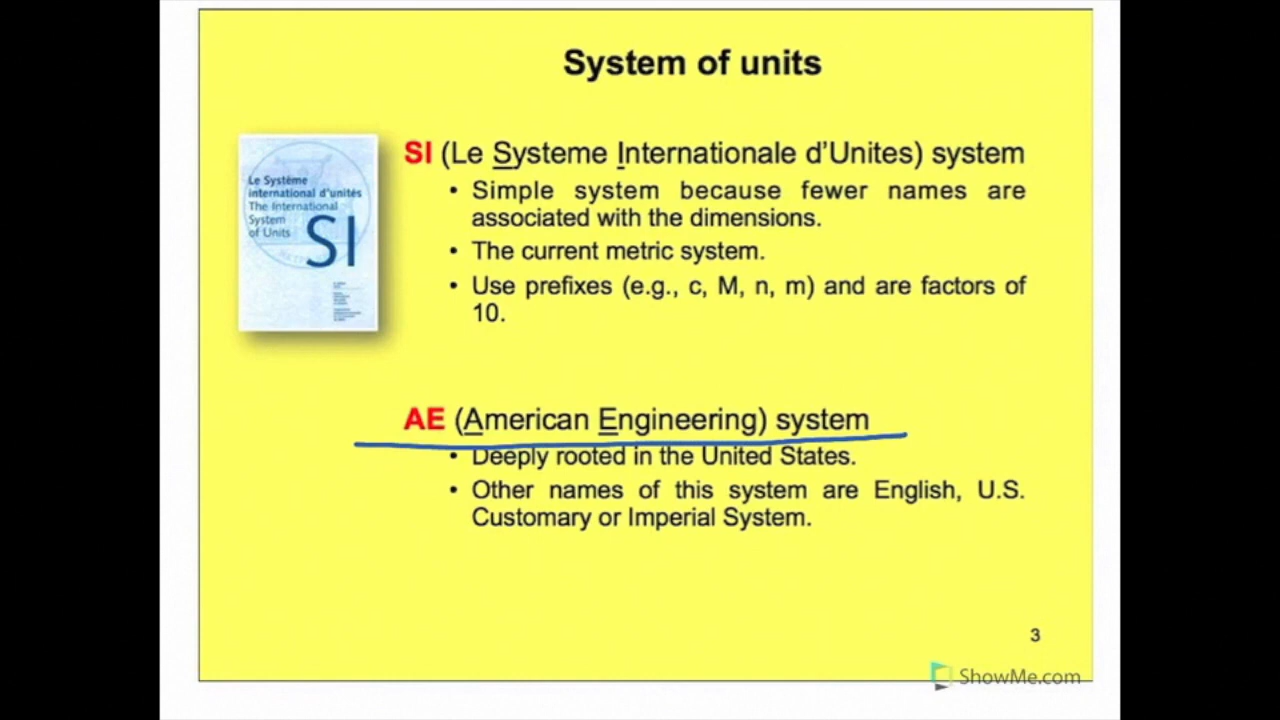 System of units
SI (Le Systeme Internationale d'Unites) system
• Simple system because fewer names are
associated with the dimensions.
• The current metric system.
• Use prefixes (e.g., c, M, n, m) and are factors of
10.
Le Système
international d'unités
The International
System
of Units
SI
AE (American Engineering) system
• Deeply rooted in the United States.
• Other names of this system are English, U.S.
Customary or Imperial System.
3
ShowMe.com